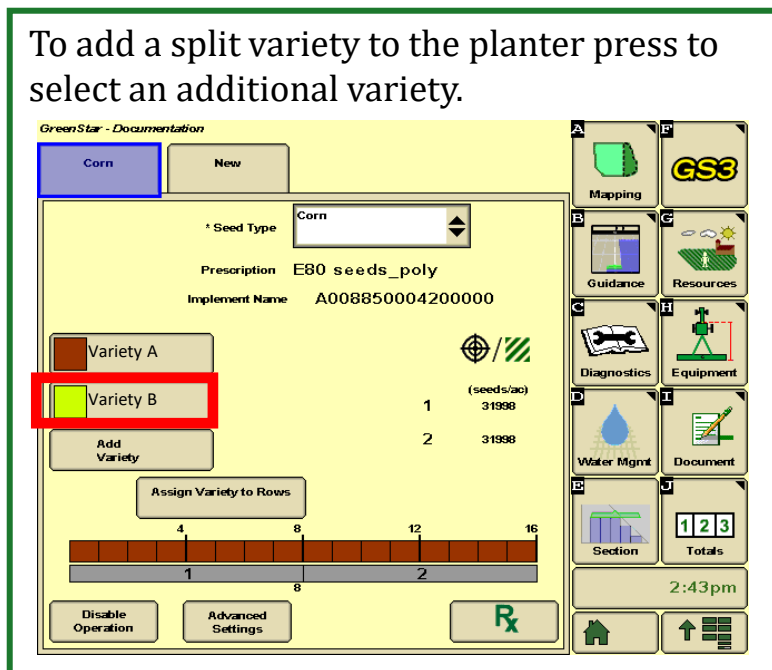 To add a split variety to the planter press to
select an additional variety.
GreenStar - Documentation
Corn
New
* Seed Type
Corn
Prescription E80 seeds_poly
Implement Name A008850004200000
Variety A
Variety B
(seeds/ac)
1 31998
Add
Variety
2 31998
Assign Variety to Rows
4 8 12 16
1 2
8
Disable
Operation
Advanced
Settings
Rx
A
Mapping
F
GS3
B
Guidance
G
Resources
C
Diagnostics
H
Equipment
D
Water Mgmt
I
Document
E
Section
J
1 2 3
Totals
2:43pm